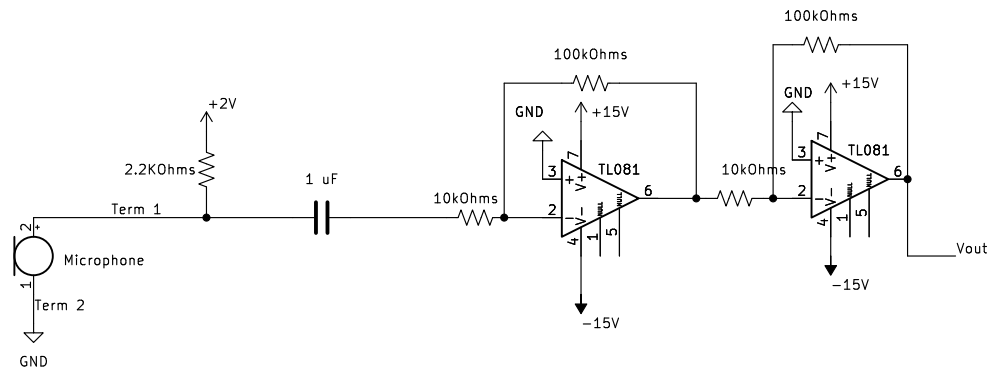 100kOhms
100kOhms
+2V
GND
+15V
GND
+15V
2.2KOhms
1 uF
10kOhms
3
7
TL081
+
V+
2
-
V-
NULL
NULL
6
4
1
5
-15V
10kOhms
3
7
TL081
+
V+
2
-
V-
NULL
NULL
6
4
1
5
-15V
Vout
Term 1
2
+
Microphone
1
Term 2
GND